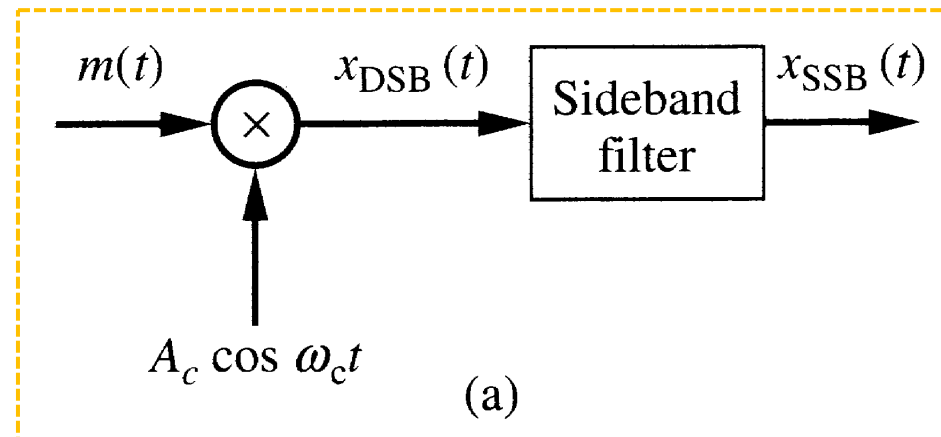 m(t)
×
x_DSB (t)
Sideband
filter
x_SSB (t)
A_c cos ω_c t
(a)